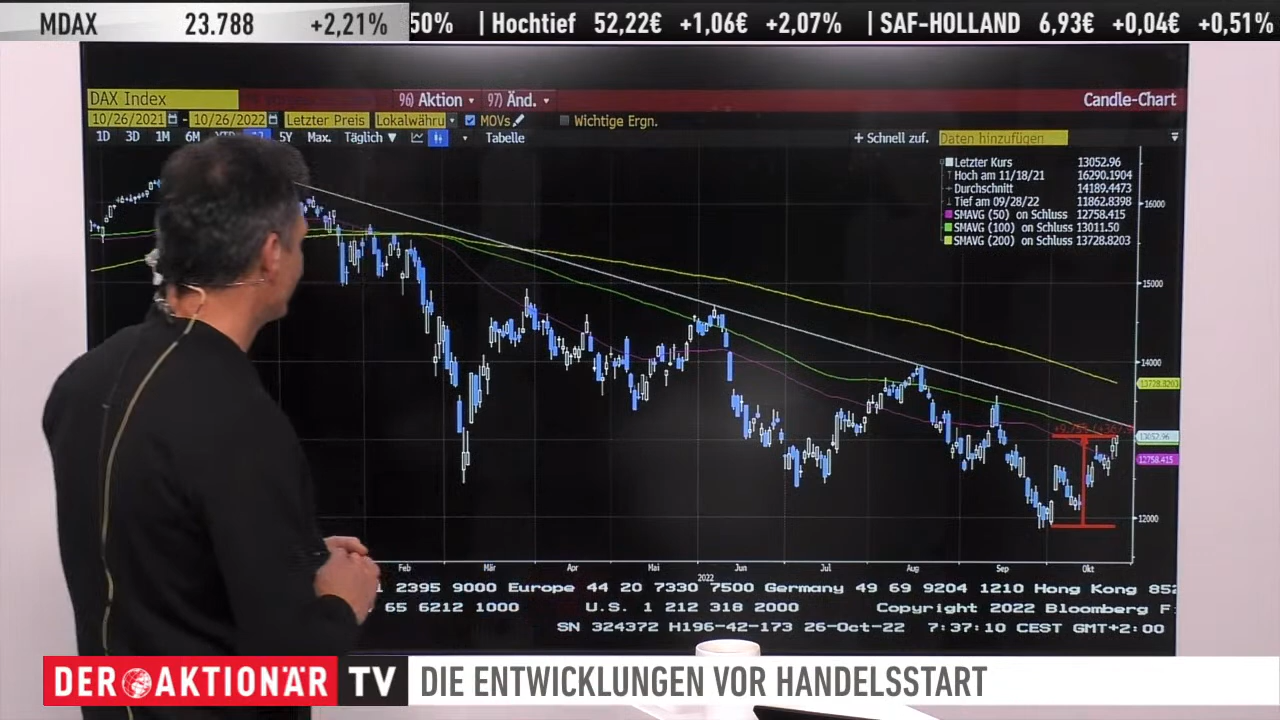 MDAX 23.788 +2,21% 50% | Hochtief 52,22€ +1,06€ +2,07% | SAF-HOLLAND 6,93€ +0,04€ +0,51%
DAX Index 96) Aktion 97) Änd. Candle-Chart
10/26/2021 - 10/26/2022 Letzter Preis Lokalwähru MOVs Wichtige Ergn.
1D 3D 1M 6M YTD 1J 5Y Max. Täglich Tabelle + Schnell zuf. Daten hinzufügen
Letzter Kurs 13052.96
Hoch am 11/18/21 16290.1904
Durchschnitt 14189.4473
Tief am 09/28/22 11862.8398
SMAVG (50) on Schluss 12758.415
SMAVG (100) on Schluss 13011.50
SMAVG (200) on Schluss 13728.8203
16000
15000
14000
13728.8203
13052.96
12758.415
12000
Feb Mär Apr Mai Jun Jul Aug Sep Okt
2022
2395 9000 Europe 44 20 7330 7500 Germany 49 69 9204 1210 Hong Kong 852
65 6212 1000 U.S. 1 212 318 2000 Copyright 2022 Bloomberg F
SN 324372 H196-42-173 26-Oct-22 7:37:10 CEST GMT+2:00
DER AKTIONÄR TV DIE ENTWICKLUNGEN VOR HANDELSSTART